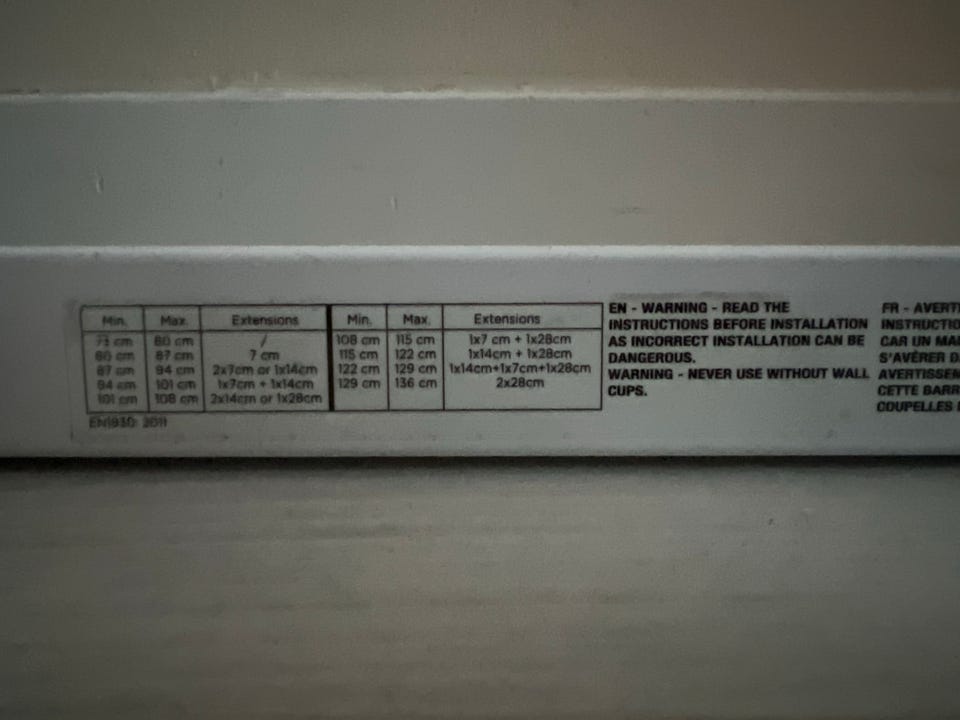 Min. Max. Extensions Min. Max. Extensions
73 cm 80 cm / 108 cm 115 cm 1x7 cm + 1x28cm
80 cm 87 cm 7 cm 115 cm 122 cm 1x14cm + 1x28cm
87 cm 94 cm 2x7cm or 1x14cm 122 cm 129 cm 1x14cm+1x7cm+1x28cm
94 cm 101 cm 1x7cm + 1x14cm 129 cm 136 cm 2x28cm
101 cm 108 cm 2x14cm or 1x28cm
EN1930: 2011
EN - WARNING - READ THE
INSTRUCTIONS BEFORE INSTALLATION
AS INCORRECT INSTALLATION CAN BE
DANGEROUS.
WARNING - NEVER USE WITHOUT WALL
CUPS.
FR - AVERTI
INSTRUCTIO
CAR UN MA
S'AVÉRER D
AVERTISSEN
CETTE BARR
COUPELLES